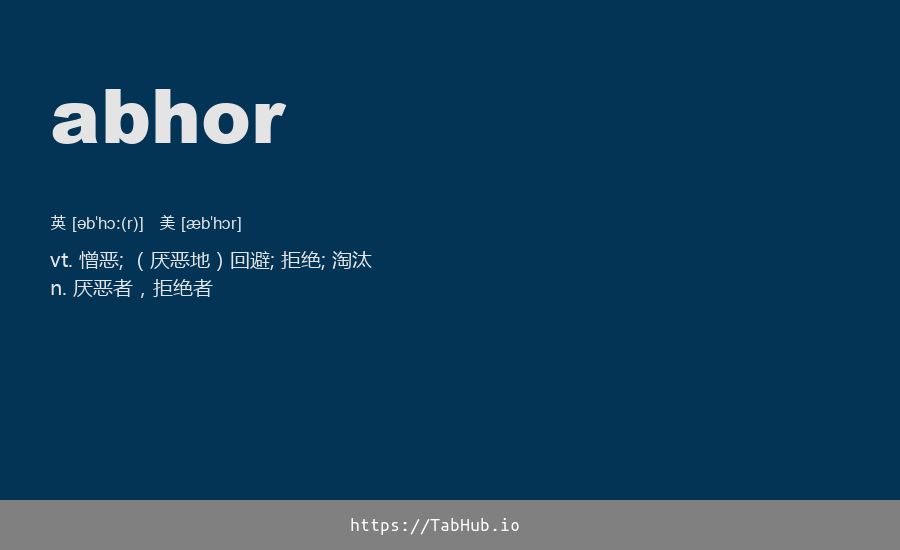 abhor
英 [əb'hɔː(r)] 美 [æb'hɔr]
vt. 憎恶; （厌恶地）回避; 拒绝; 淘汰
n. 厌恶者，拒绝者
https://TabHub.io